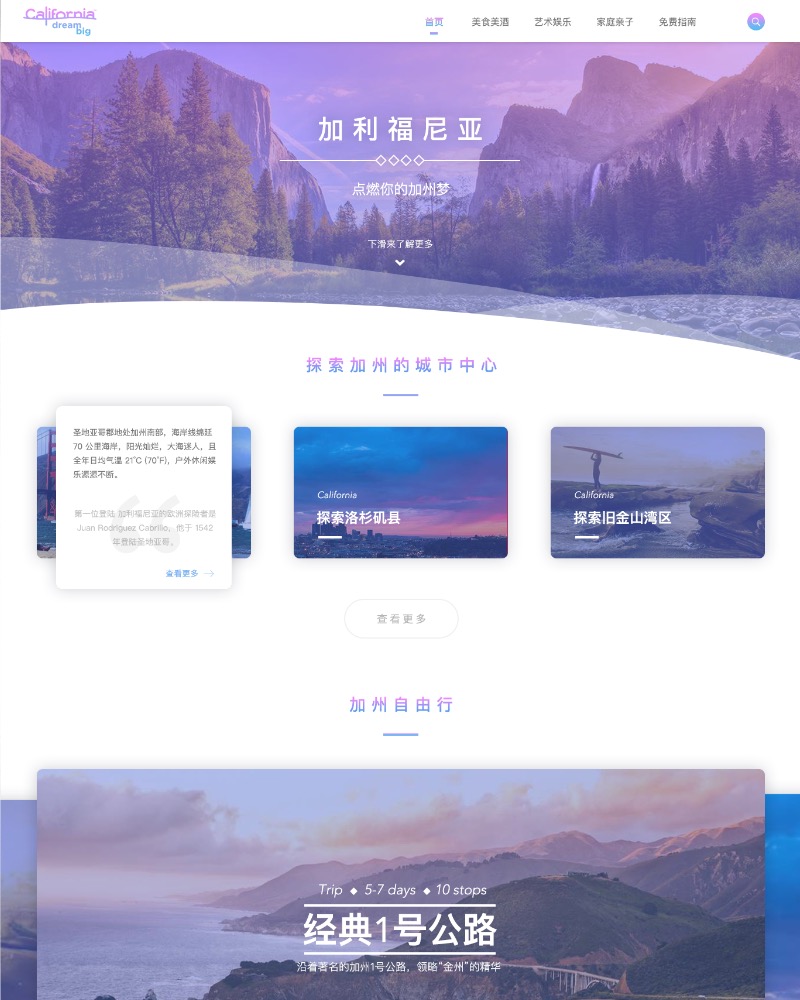 California
dream
big
首页 美食美酒 艺术娱乐 家庭亲子 免费指南
加利福尼亚
点燃你的加州梦
下滑来了解更多
探索加州的城市中心
圣地亚哥郡地处加州南部，海岸线绵延
70 公里海岸，阳光灿烂，大海迷人，且
全年日均气温 21℃ (70℉)，户外休闲娱
乐源源不断。
第一位登陆 加利福尼亚的欧洲探险者是
Juan Rodriguez Cabrillo，他于 1542
年登陆圣地亚哥。
查看更多
California
探索洛杉矶县
California
探索旧金山湾区
查看更多
加州自由行
Trip ◆ 5-7 days ◆ 10 stops
经典1号公路
沿着著名的加州1号公路，领略“金州”的精华